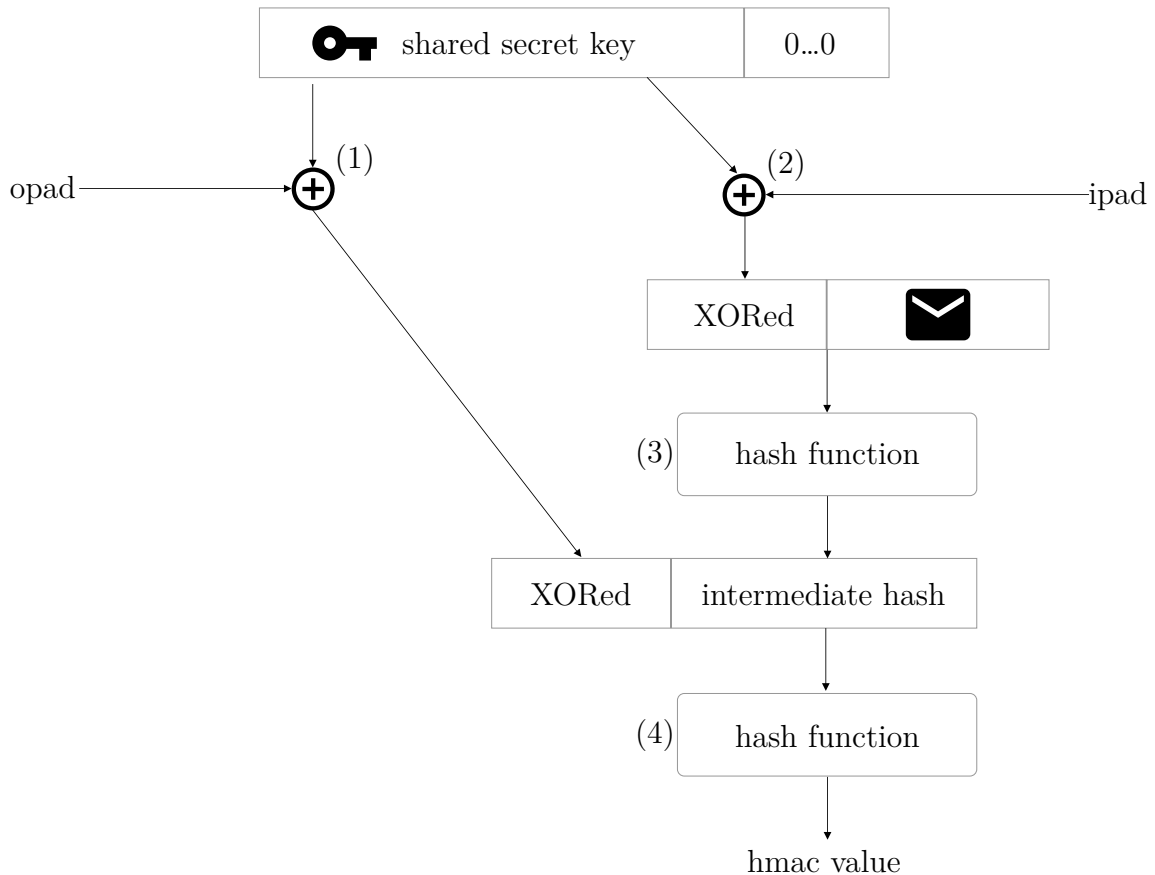 shared secret key 0...0
(1)
(2)
opad
ipad
XORed
(3) hash function
XORed intermediate hash
(4) hash function
hmac value